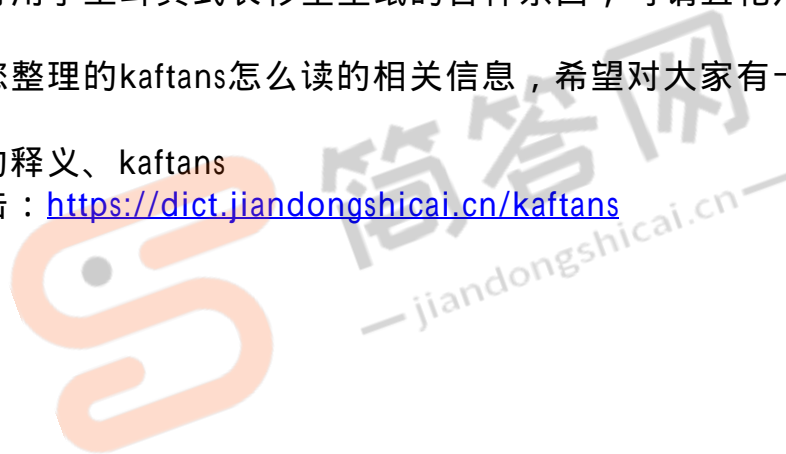 您整理的kaftans怎么读的相关信息，希望对大家有一
的释义、kaftans
击：https://dict.jiandongshicai.cn/kaftans
简答网
jiandongshicai.cn